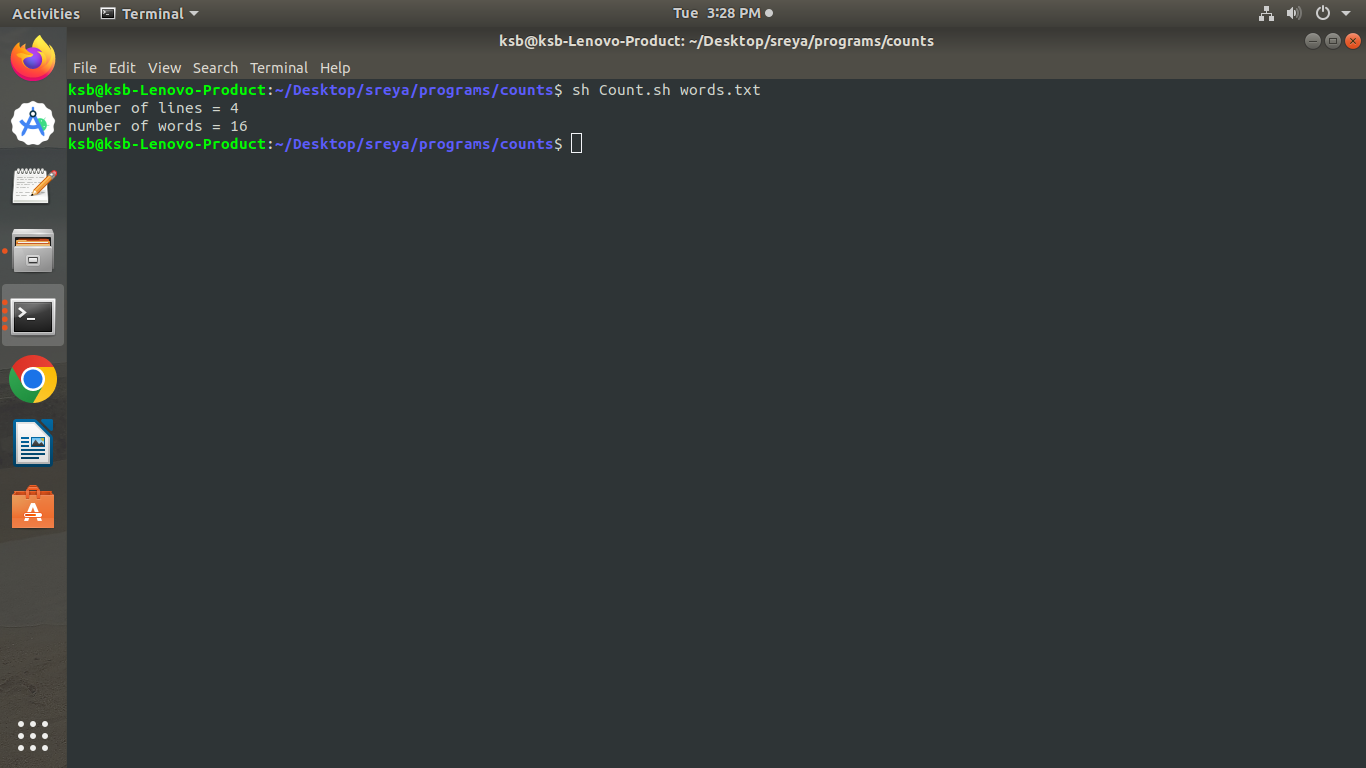 Activities Terminal Tue 3:28 PM
ksb@ksb-Lenovo-Product: ~/Desktop/sreya/programs/counts
File Edit View Search Terminal Help
ksb@ksb-Lenovo-Product:~/Desktop/sreya/programs/counts$ sh Count.sh words.txt
number of lines = 4
number of words = 16
ksb@ksb-Lenovo-Product:~/Desktop/sreya/programs/counts$